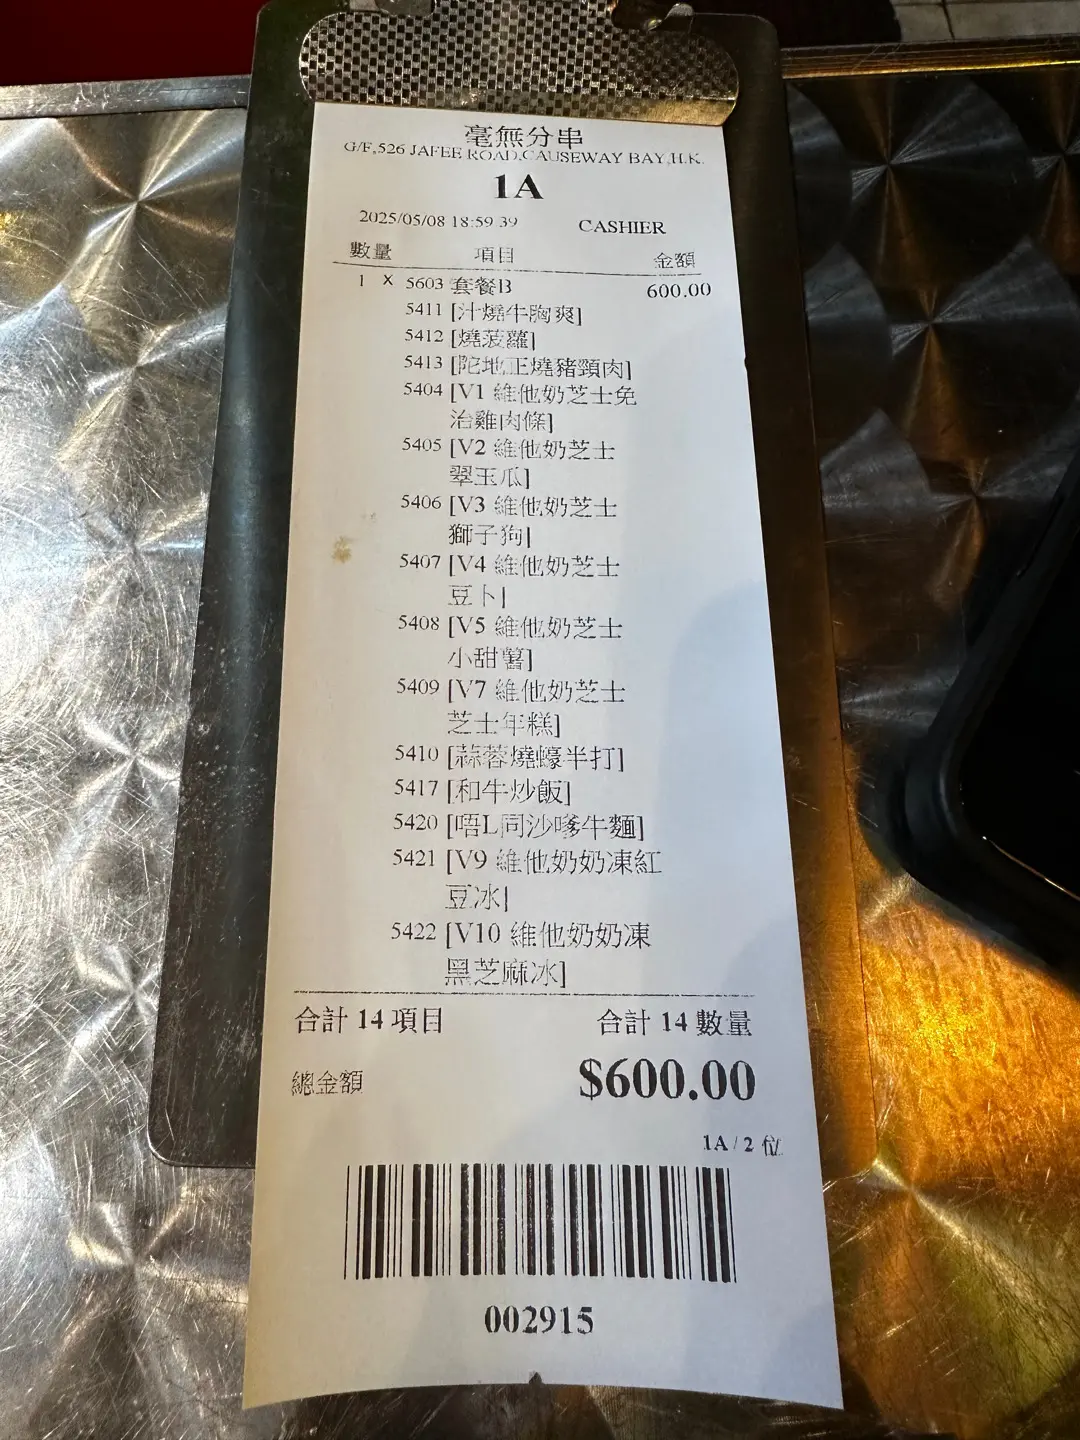 毫無分串
G/F,526 JAFEE ROAD,CAUSEWAY BAY,H.K.
1A
2025/05/08 18:59:39 CASHIER
數量 項目 金額
1 X 5603 套餐B 600.00
5411 [汁燒牛胸爽]
5412 [燒菠蘿]
5413 [陀地正燒豬頸肉]
5404 [V1 維他奶芝士免
治雞肉條]
5405 [V2 維他奶芝士
翠玉瓜]
5406 [V3 維他奶芝士
獅子狗]
5407 [V4 維他奶芝士
豆卜]
5408 [V5 維他奶芝士
小甜薯]
5409 [V7 維他奶芝士
芝士年糕]
5410 [蒜蓉燒蠔半打]
5417 [和牛炒飯]
5420 [唔L同沙嗲牛麵]
5421 [V9 維他奶奶凍紅
豆冰]
5422 [V10 維他奶奶凍
黑芝麻冰]
合計 14 項目 合計 14 數量
總金額 $600.00
1A / 2 位
002915